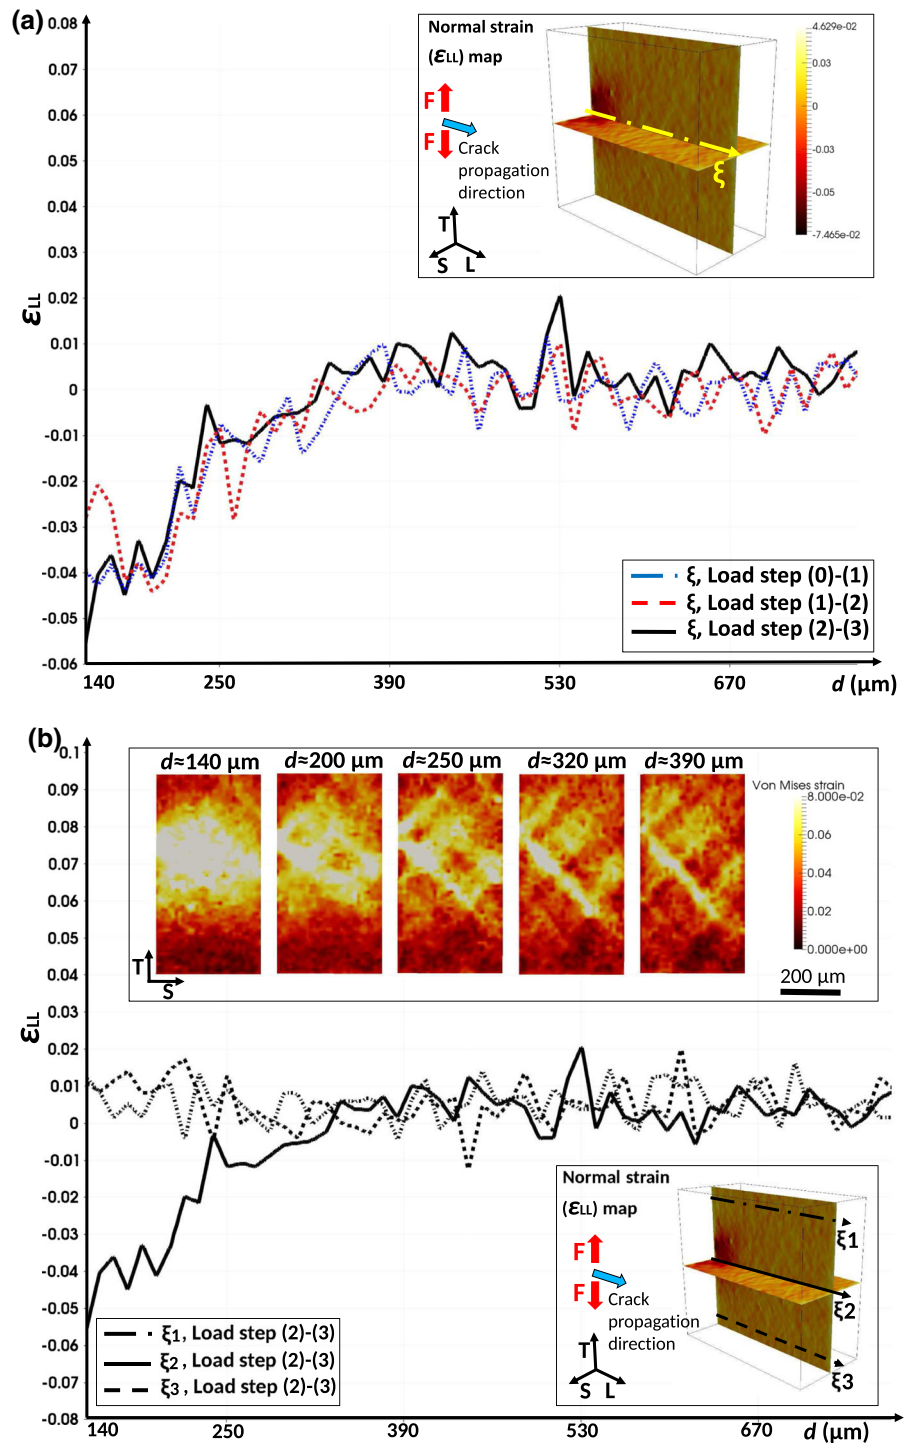 (a)
0.08
0.07
0.06
0.05
0.04
0.03
0.02
0.01
0
-0.01
-0.02
-0.03
-0.04
-0.05
-0.06
εLL
140 250 390 530 670 d (μm)
Normal strain
(εLL) map
F
F
Crack
propagation
direction
T
S L
ξ
4.629e-02
0.03
0
-0.03
-0.05
-7.465e-02
ξ, Load step (0)-(1)
ξ, Load step (1)-(2)
ξ, Load step (2)-(3)
(b)
0.1
0.09
0.08
0.07
0.06
0.05
0.04
0.03
0.02
0.01
0
-0.01
-0.02
-0.03
-0.04
-0.05
-0.06
-0.07
-0.08
εLL
140 250 390 530 670 d (μm)
d≈140 μm d≈200 μm d≈250 μm d≈320 μm d≈390 μm
T
S
Von Mises strain
8.000e-02
0.06
0.04
0.02
0.000e+00
200 μm
Normal strain
(εLL) map
F
F
Crack
propagation
direction
T
S L
ξ1
ξ2
ξ3
ξ1, Load step (2)-(3)
ξ2, Load step (2)-(3)
ξ3, Load step (2)-(3)